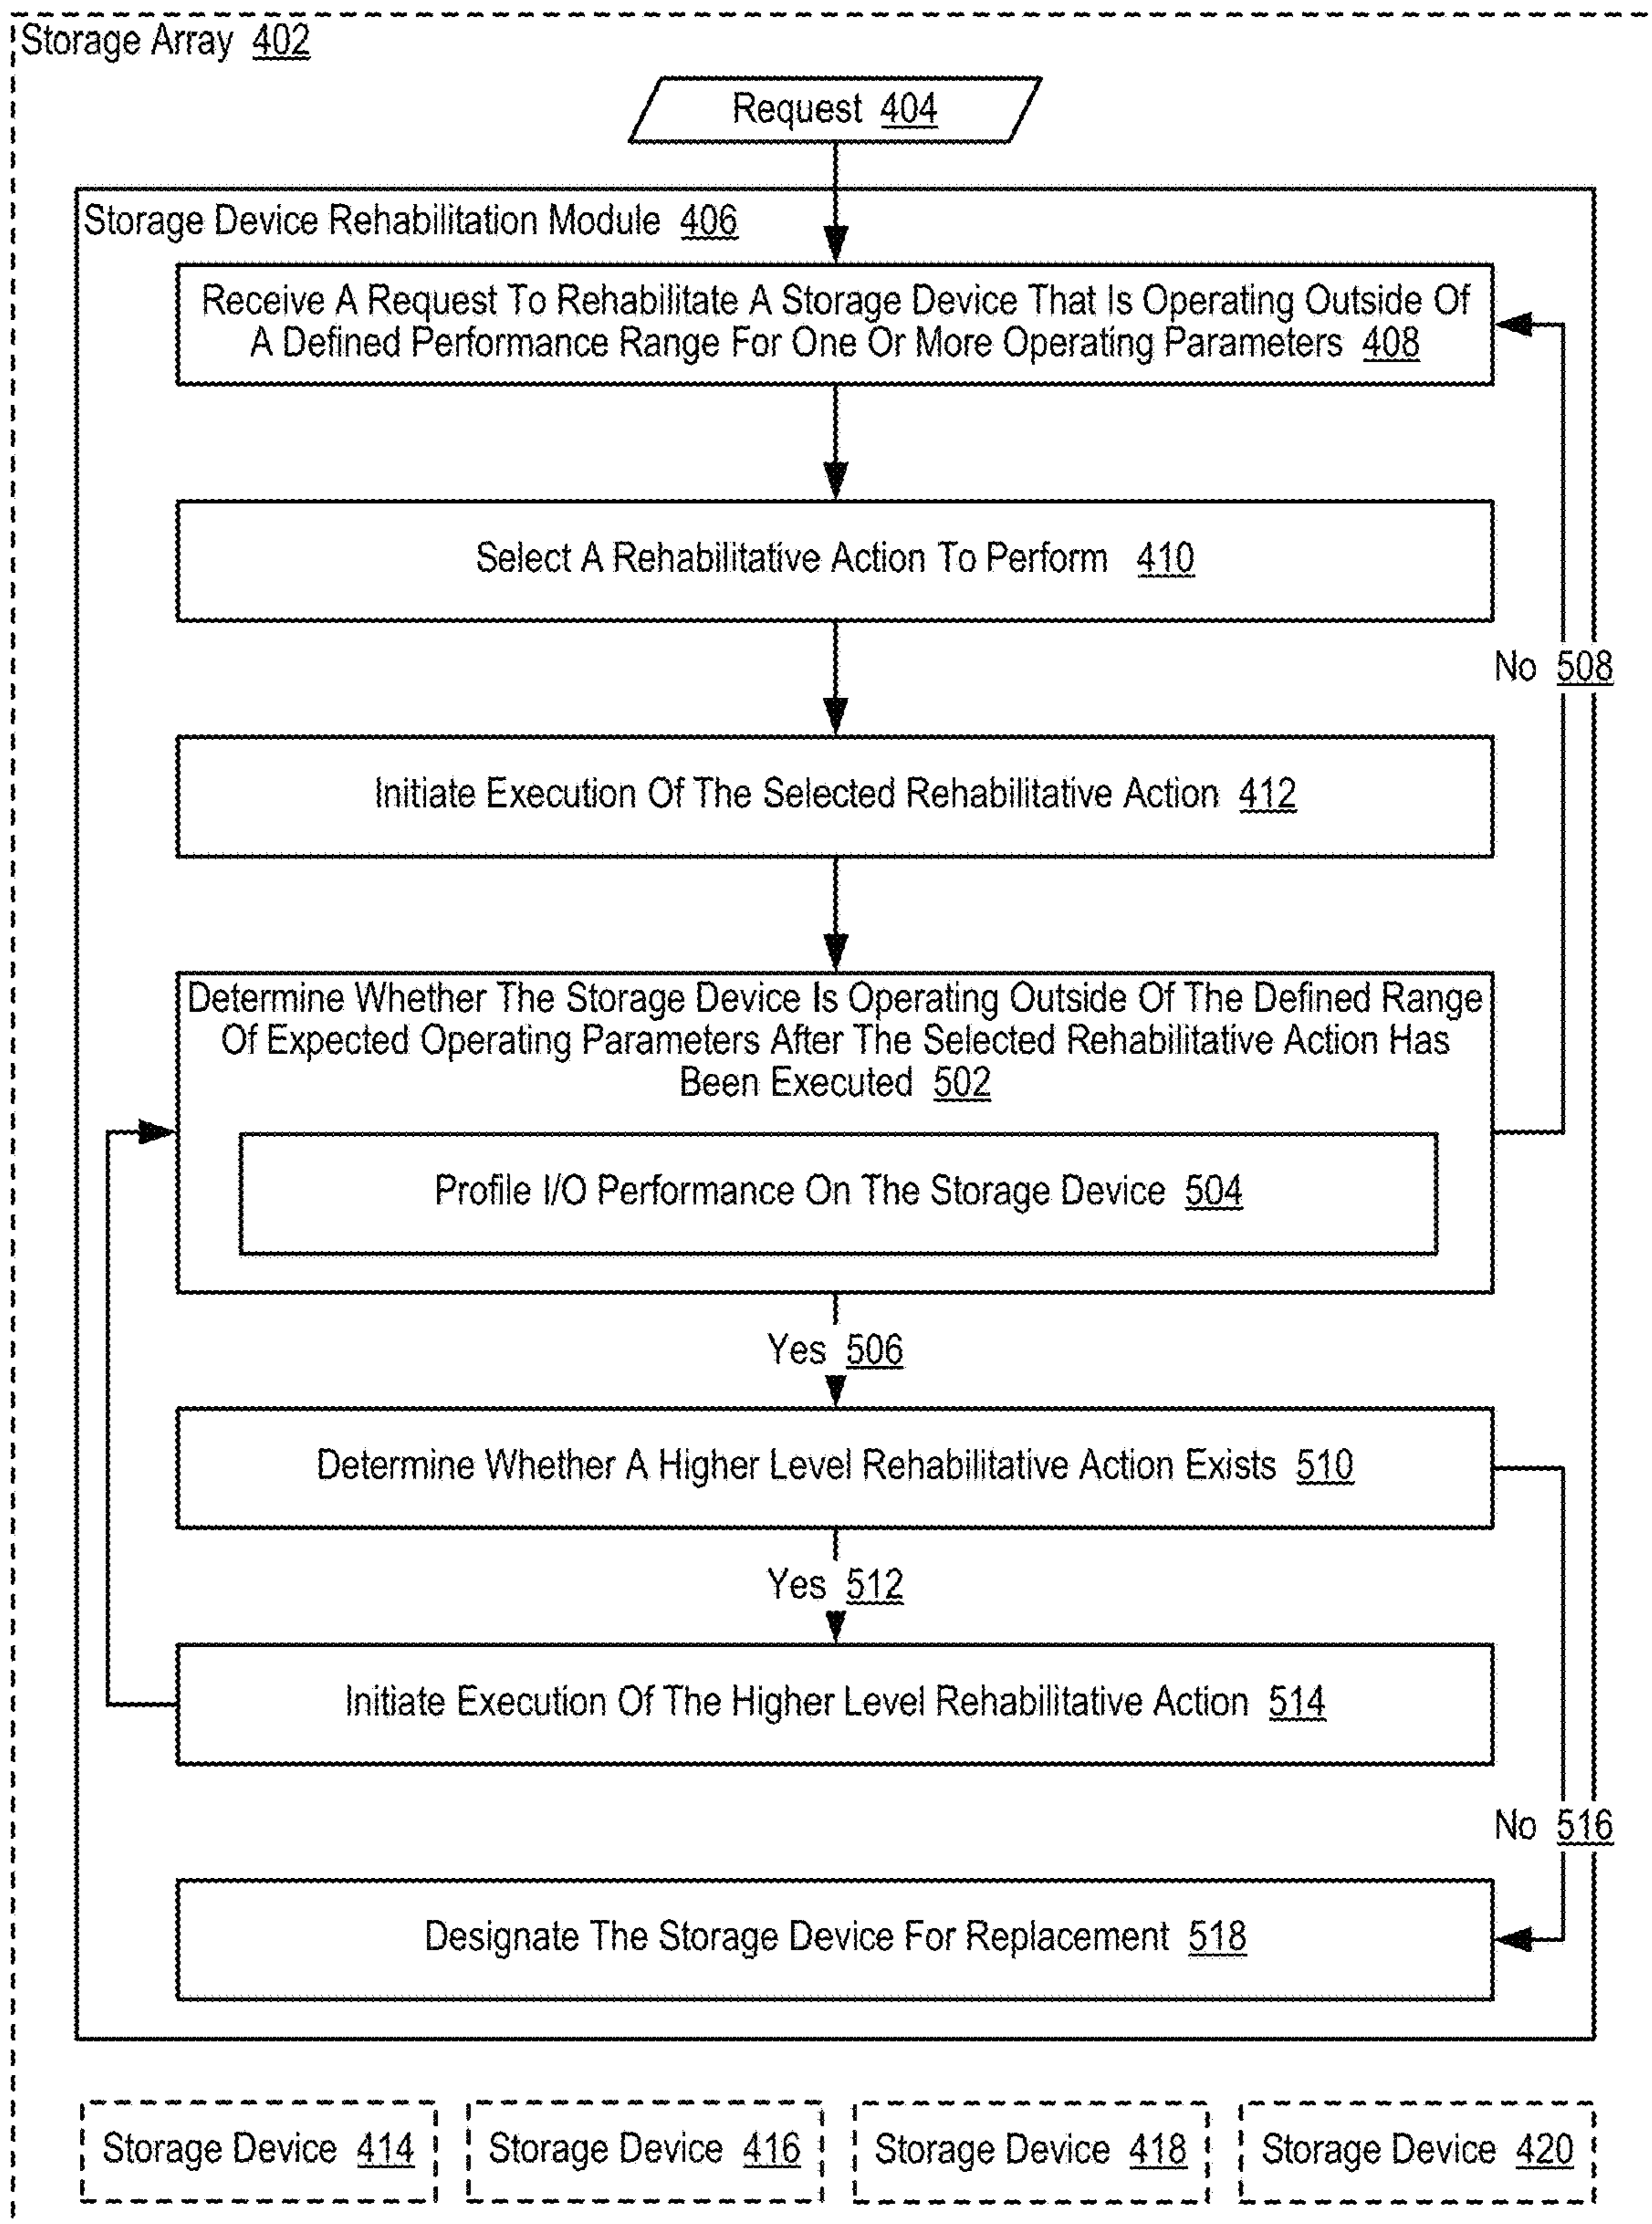 Storage Array 402
Request 404
Storage Device Rehabilitation Module 406
Receive A Request To Rehabilitate A Storage Device That Is Operating Outside Of
A Defined Performance Range For One Or More Operating Parameters 408
Select A Rehabilitative Action To Perform 410
No 508
Initiate Execution Of The Selected Rehabilitative Action 412
Determine Whether The Storage Device Is Operating Outside Of The Defined Range
Of Expected Operating Parameters After The Selected Rehabilitative Action Has
Been Executed 502
Profile I/O Performance On The Storage Device 504
Yes 506
Determine Whether A Higher Level Rehabilitative Action Exists 510
Yes 512
Initiate Execution Of The Higher Level Rehabilitative Action 514
No 516
Designate The Storage Device For Replacement 518
Storage Device 414
Storage Device 416
Storage Device 418
Storage Device 420